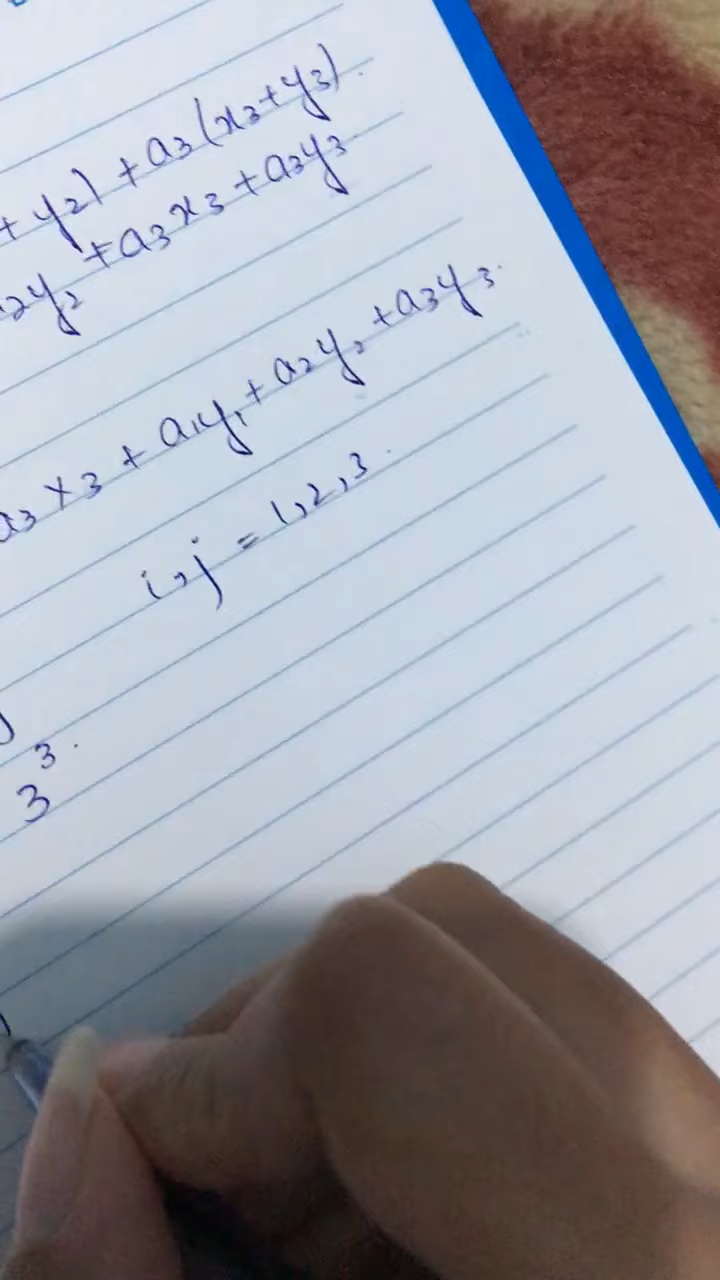 + y₂) + a₃(x₃+y₃).
₂y₂ + a₃x₃ + a₃y₃
a₃x₃ + a₁y₁ + a₂y₂ + a₃y₃.
i, j = 1, 2, 3.
3³.